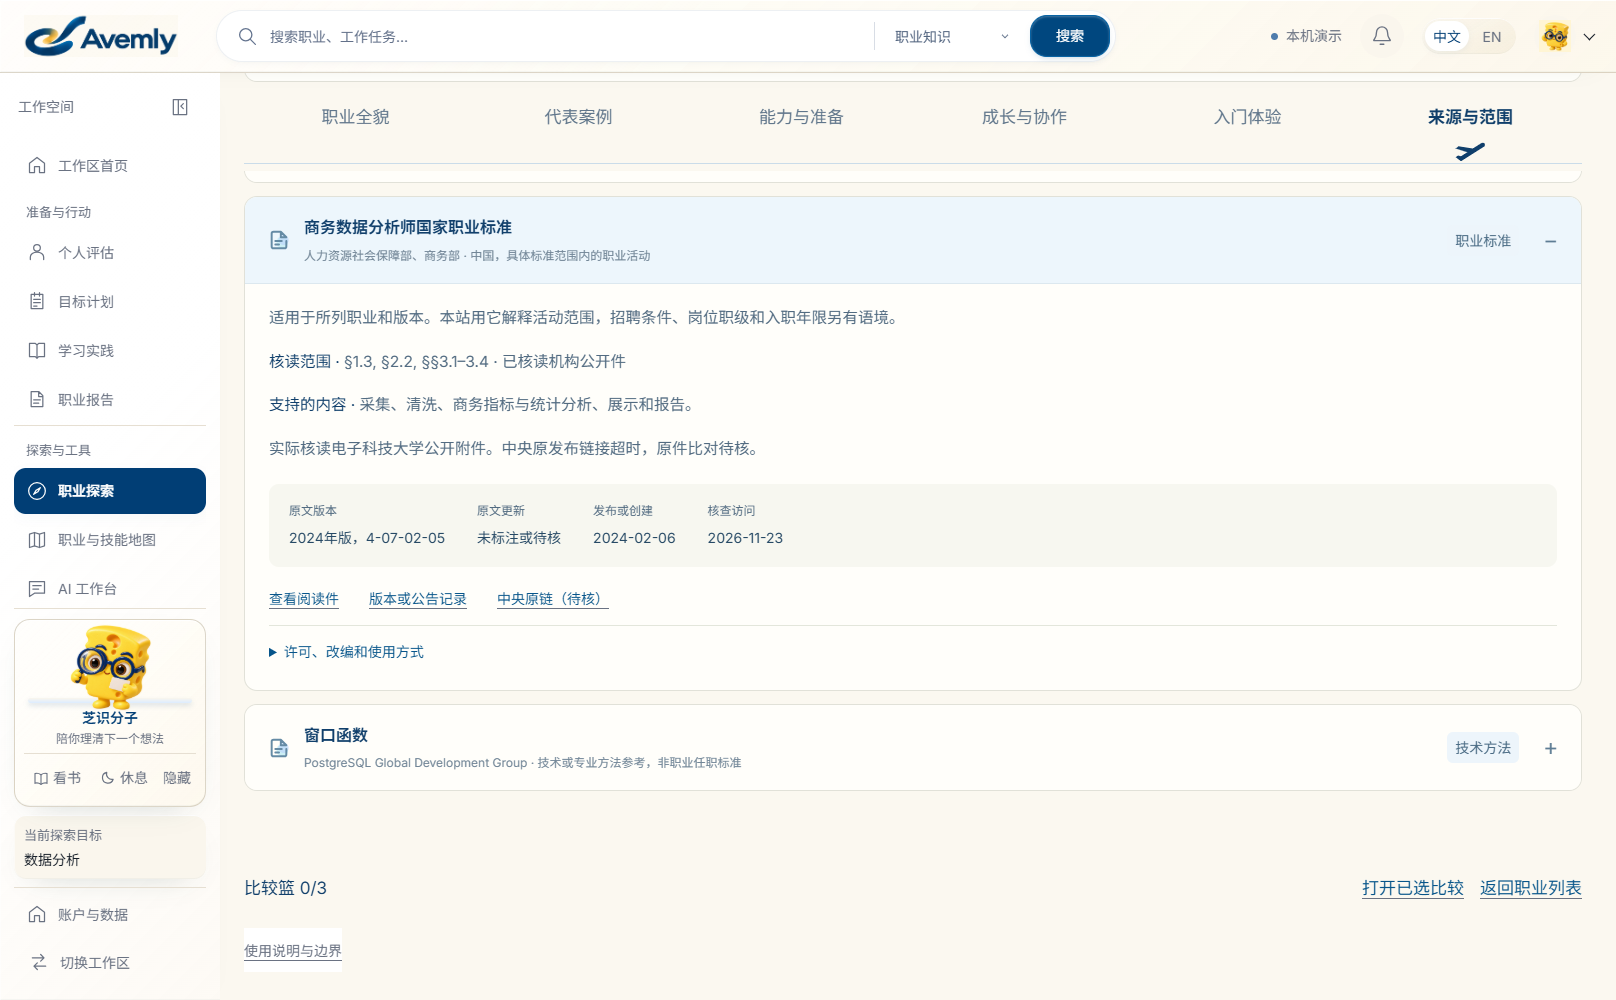 Avemly
搜索职业、工作任务...
职业知识
搜索
本机演示
中文
EN
工作空间
工作区首页
准备与行动
个人评估
目标计划
学习实践
职业报告
探索与工具
职业探索
职业与技能地图
AI 工作台
芝识分子
陪你理清下一个想法
看书
休息
隐藏
当前探索目标
数据分析
账户与数据
切换工作区
职业全貌
代表案例
能力与准备
成长与协作
入门体验
来源与范围
商务数据分析师国家职业标准
人力资源社会保障部、商务部 · 中国，具体标准范围内的职业活动
职业标准
适用于所列职业和版本。本站用它解释活动范围，招聘条件、岗位职级和入职年限另有语境。
核读范围 · §1.3, §2.2, §§3.1–3.4 · 已核读机构公开件
支持的内容 · 采集、清洗、商务指标与统计分析、展示和报告。
实际核读电子科技大学公开附件。中央原发布链接超时，原件比对待核。
原文版本
2024年版，4-07-02-05
原文更新
未标注或待核
发布或创建
2024-02-06
核查访问
2026-11-23
查看阅读件
版本或公告记录
中央原链（待核）
许可、改编和使用方式
窗口函数
PostgreSQL Global Development Group · 技术或专业方法参考，非职业任职标准
技术方法
比较篮 0/3
打开已选比较
返回职业列表
使用说明与边界